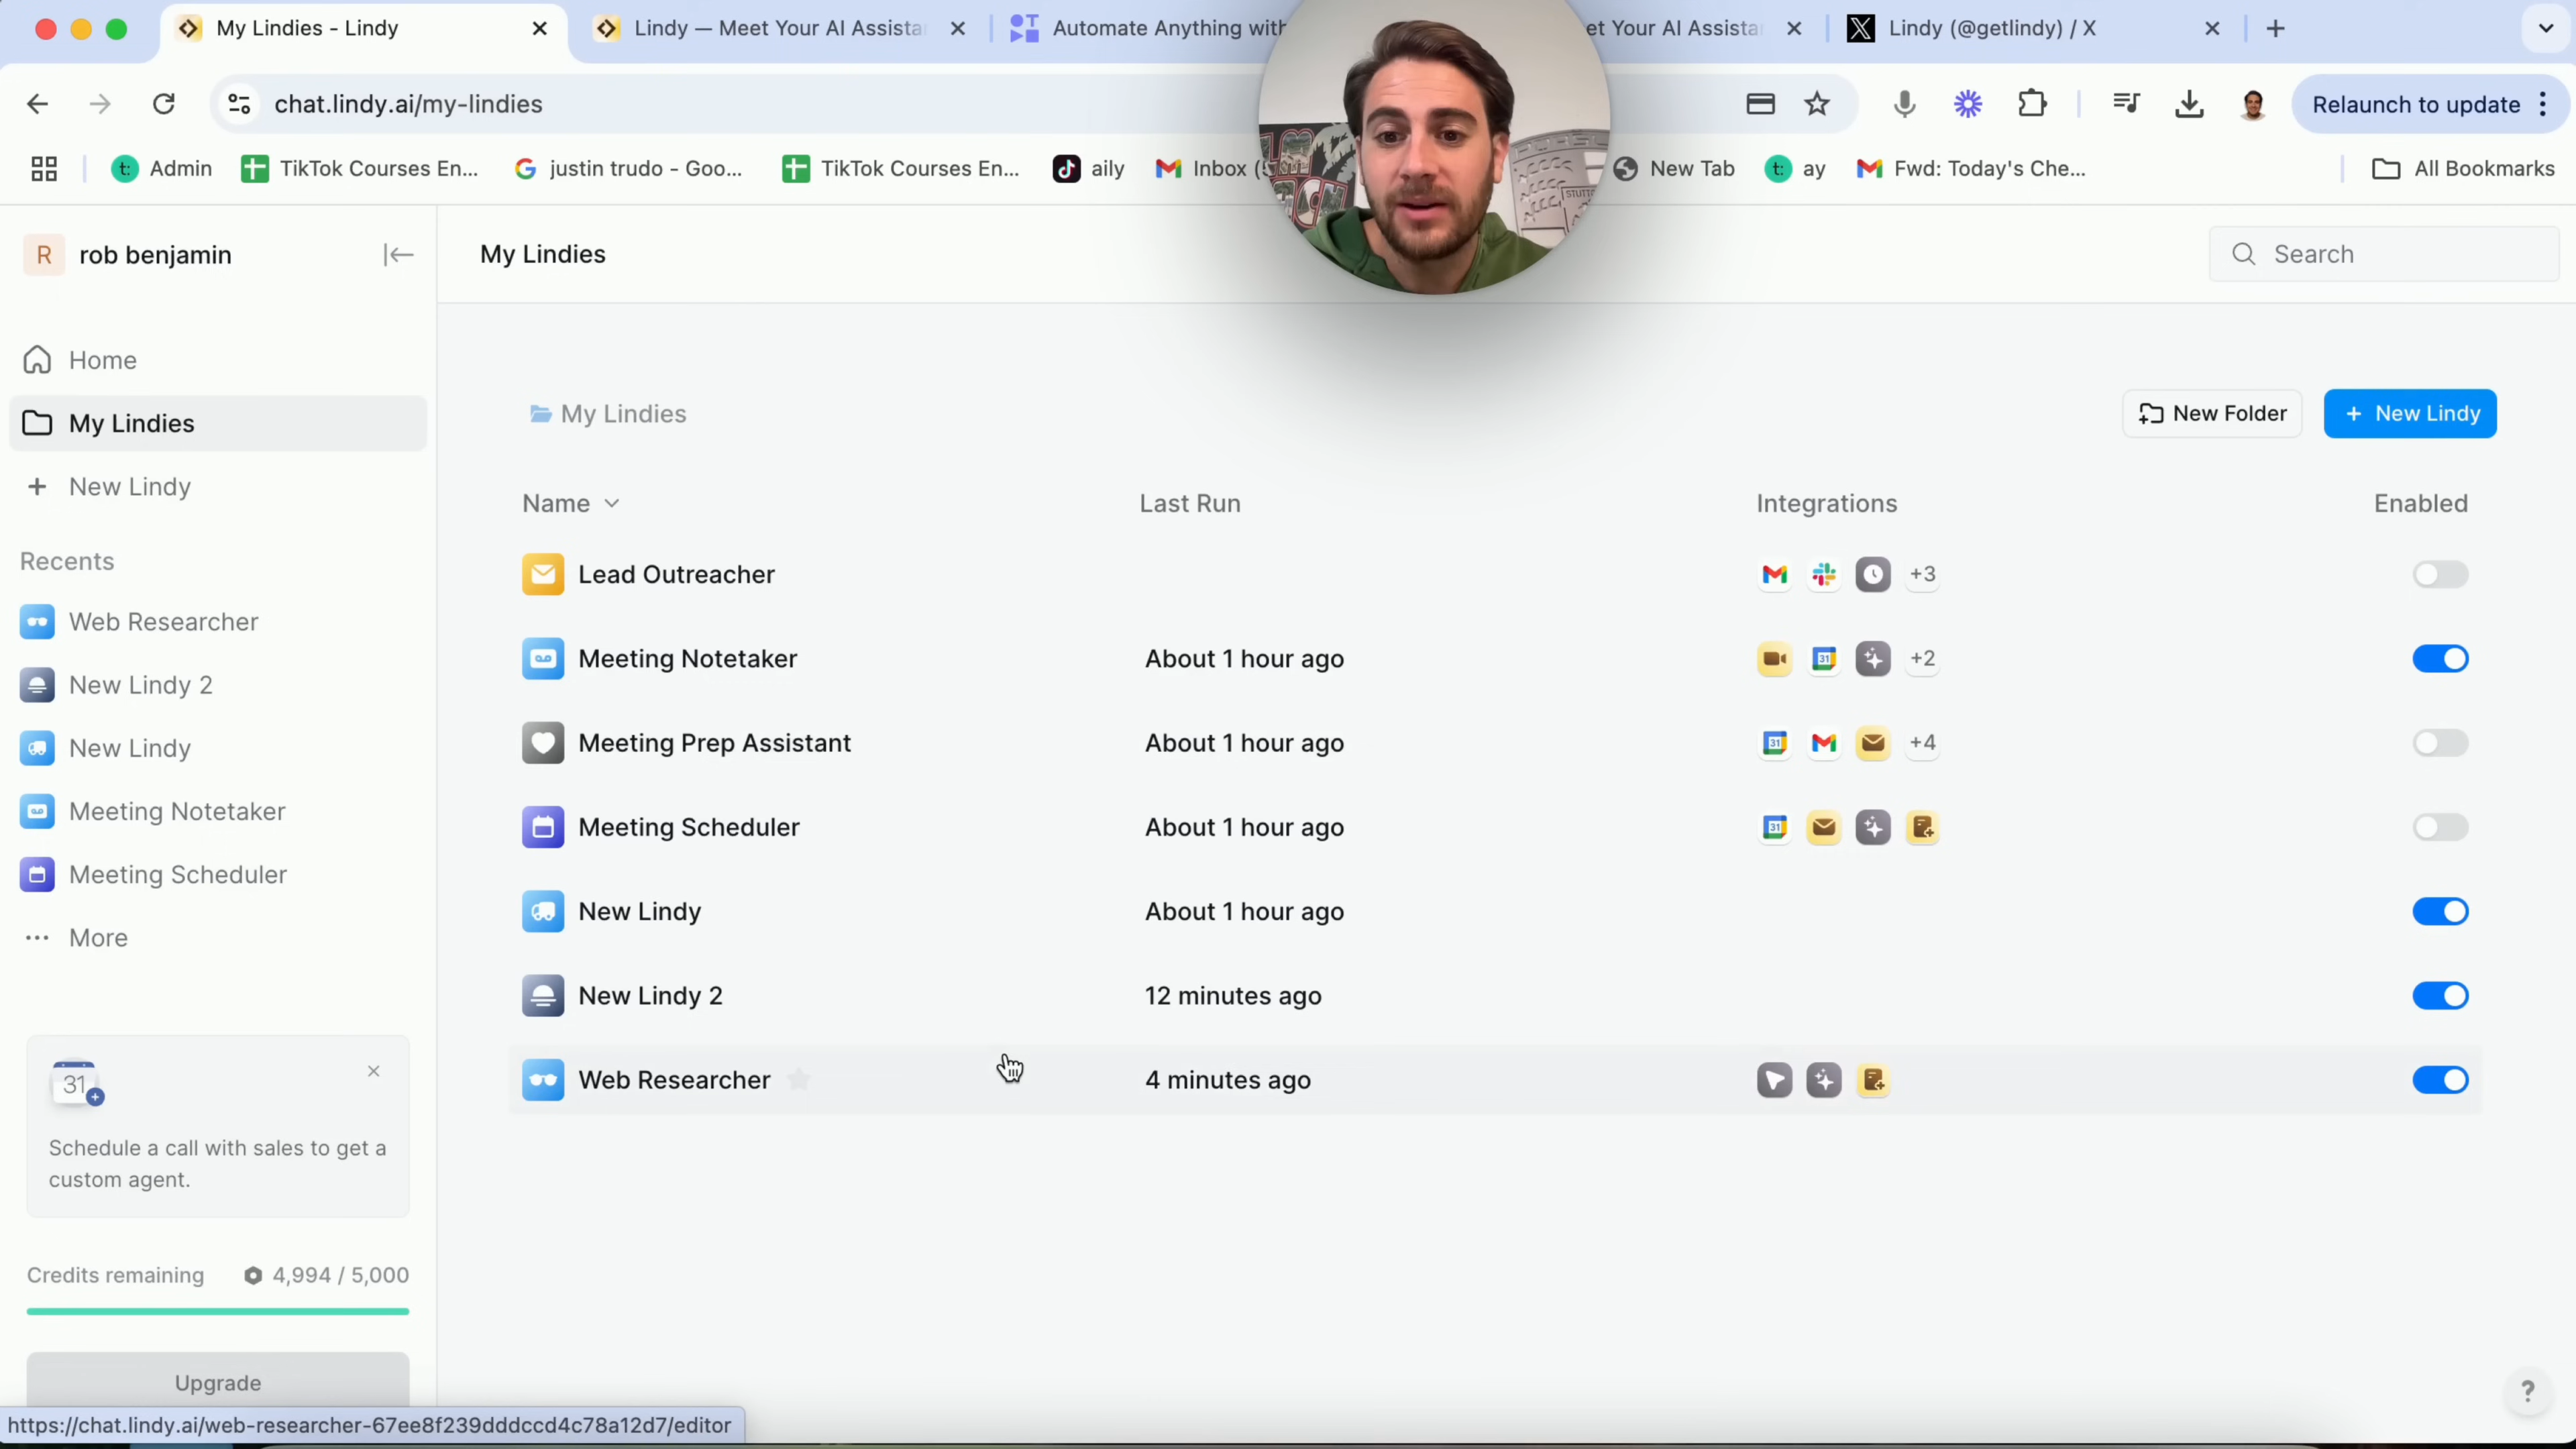 My Lindies - Lindy
Lindy — Meet Your AI Assista
Automate Anything with
et Your AI Assista
Lindy (@getlindy) / X
chat.lindy.ai/my-lindies
Relaunch to update
Admin
TikTok Courses En...
justin trudo - Goo...
TikTok Courses En...
aily
Inbox (
New Tab
ay
Fwd: Today's Che...
All Bookmarks
R
rob benjamin
My Lindies
Search
Home
My Lindies
New Lindy
Recents
Web Researcher
New Lindy 2
New Lindy
Meeting Notetaker
Meeting Scheduler
More
My Lindies
New Folder
+ New Lindy
Name
Last Run
Integrations
Enabled
Lead Outreacher
+3
Meeting Notetaker
About 1 hour ago
+2
Meeting Prep Assistant
About 1 hour ago
+4
Meeting Scheduler
About 1 hour ago
New Lindy
About 1 hour ago
New Lindy 2
12 minutes ago
Web Researcher
4 minutes ago
31
Schedule a call with sales to get a
custom agent.
Credits remaining
4,994 / 5,000
Upgrade
https://chat.lindy.ai/web-researcher-67ee8f239dddccd4c78a12d7/editor
?